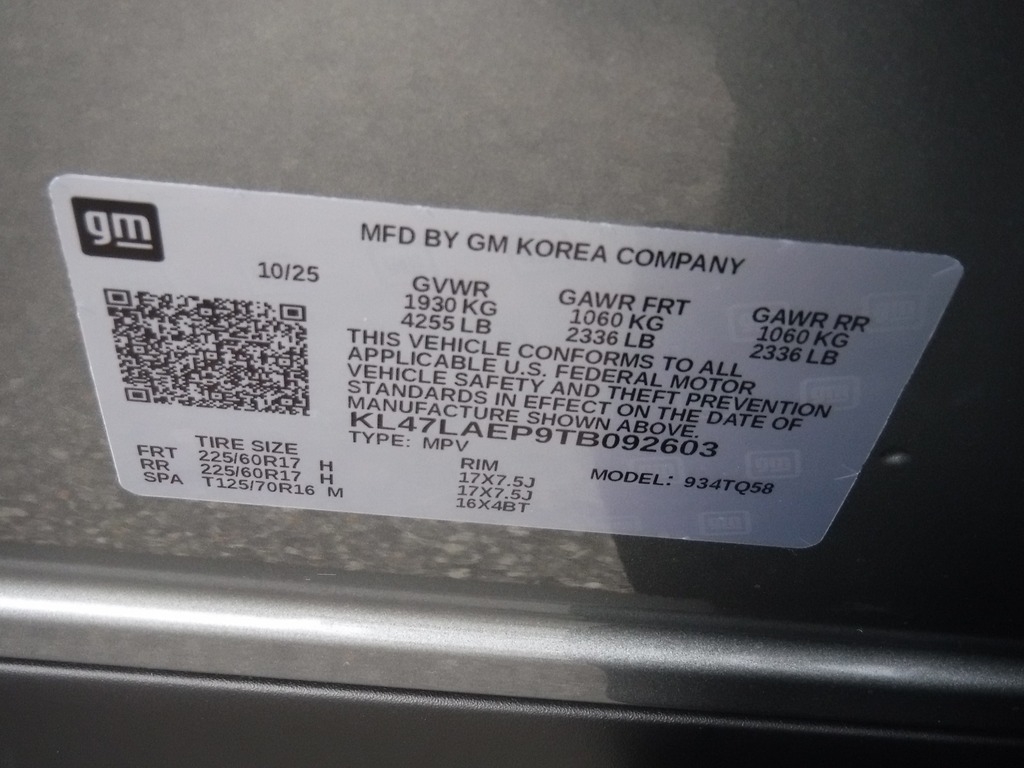 gm
MFD BY GM KOREA COMPANY
10/25
GVWR GAWR FRT GAWR RR
1930 KG 1060 KG 1060 KG
4255 LB 2336 LB 2336 LB
THIS VEHICLE CONFORMS TO ALL
APPLICABLE U.S. FEDERAL MOTOR
VEHICLE SAFETY AND THEFT PREVENTION
STANDARDS IN EFFECT ON THE DATE OF
MANUFACTURE SHOWN ABOVE.
KL47LAEP9TB092603
TYPE: MPV
MODEL: 934TQ58
TIRE SIZE RIM
FRT 225/60R17 H 17X7.5J
RR 225/60R17 H 17X7.5J
SPA T125/70R16 M 16X4BT